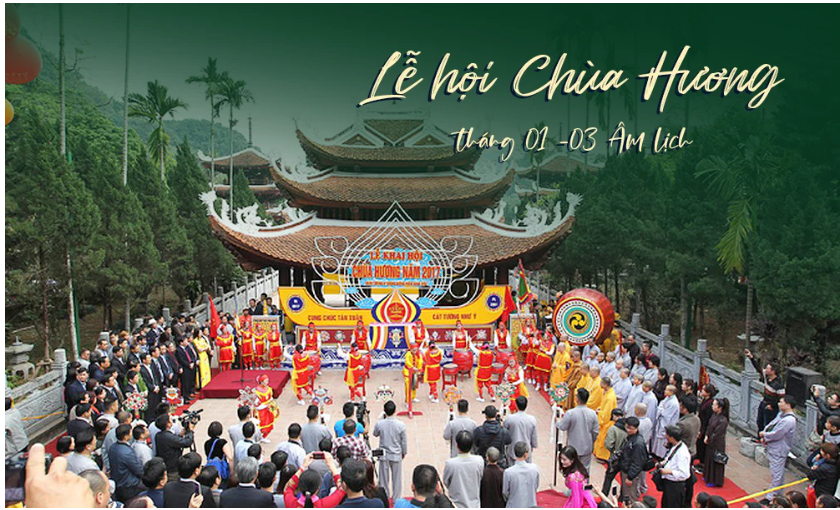 Lễ hội Chùa Hương
tháng 01 -03 Âm lịch
LỄ KHAI HỘI
CHÙA HƯƠNG NĂM 2017
CUNG CHÚC TÂN XUÂN
CÁT TƯỜNG NHƯ Ý